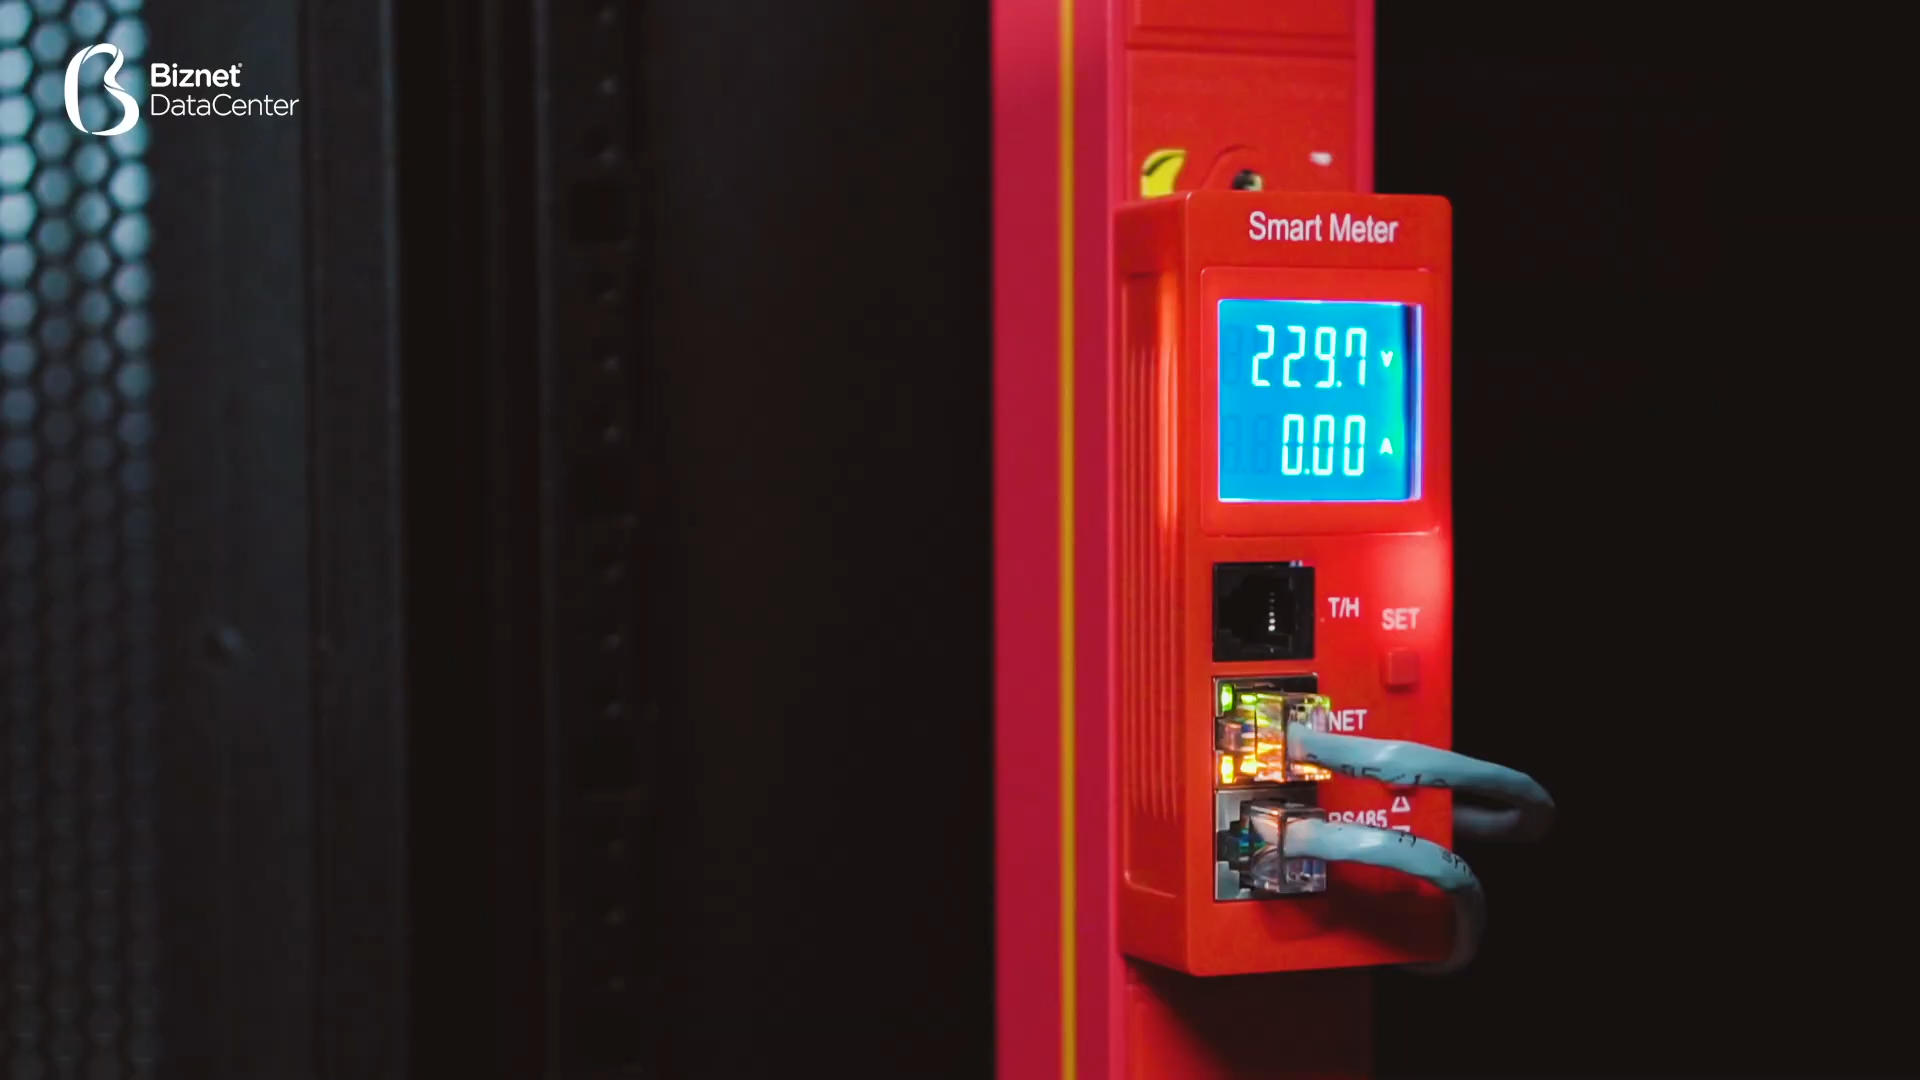 Biznet
DataCenter
Smart Meter
229.7 V
0.00 A
T/H
SET
NET
RS485